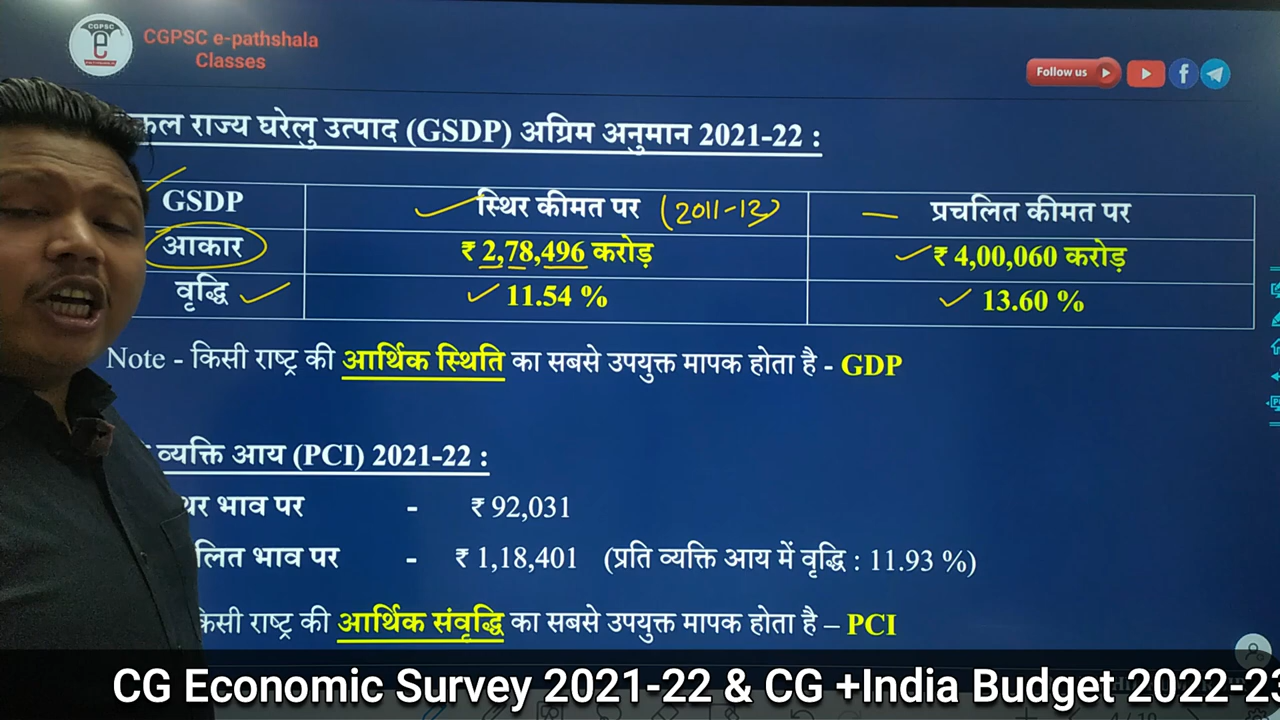 CGPSC
e
CGPSC e-pathshala
Classes
Follow us
राज्य घरेलु उत्पाद (GSDP) अग्रिम अनुमान 2021-22 :
GSDP स्थिर कीमत पर (2011-12) प्रचलित कीमत पर
आकार ₹ 2,78,496 करोड़ ₹ 4,00,060 करोड़
वृद्धि 11.54 % 13.60 %
Note - किसी राष्ट्र की आर्थिक स्थिति का सबसे उपयुक्त मापक होता है - GDP
व्यक्ति आय (PCI) 2021-22 :
भाव पर - ₹ 92,031
भाव पर - ₹ 1,18,401 (प्रति व्यक्ति आय में वृद्धि : 11.93 %)
राष्ट्र की आर्थिक संवृद्धि का सबसे उपयुक्त मापक होता है – PCI
CG Economic Survey 2021-22 & CG +India Budget 2022-23